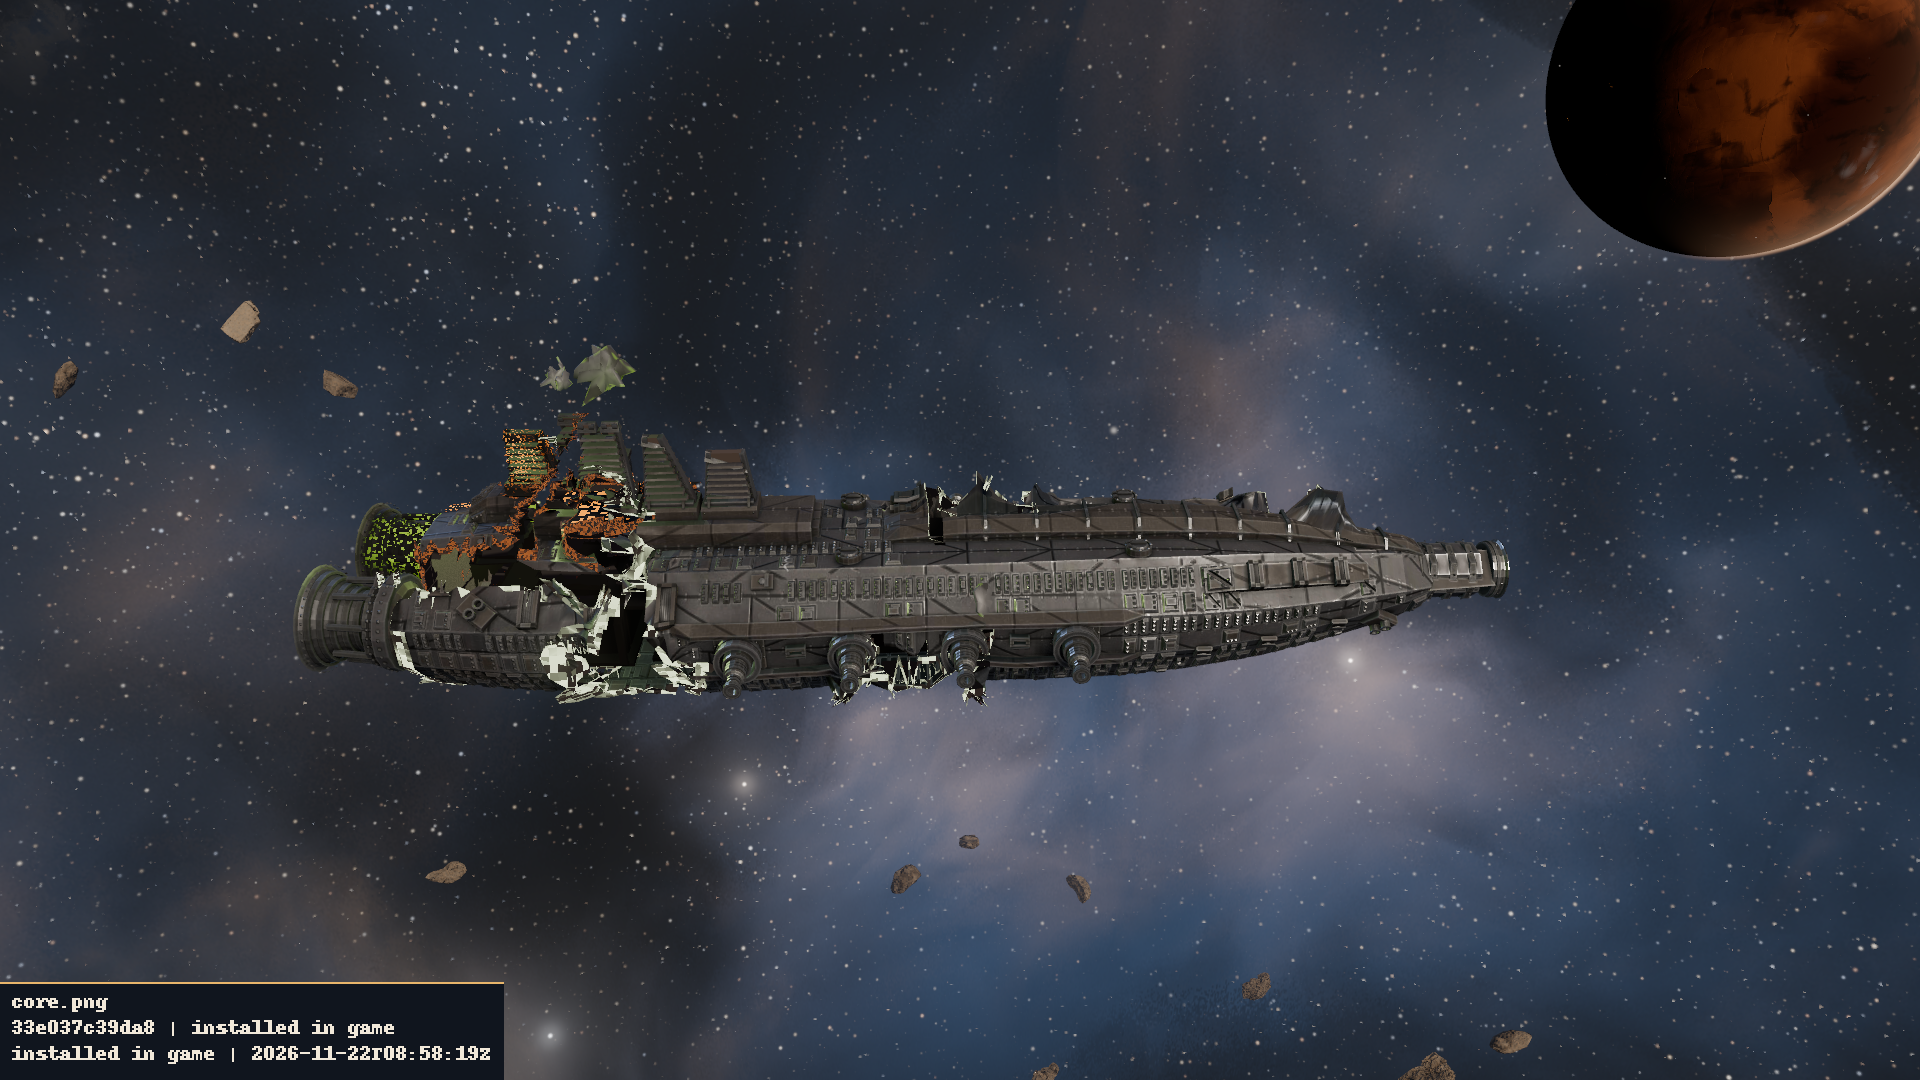 core.png
33e037c39da8 | installed in game
installed in game | 2026-11-22T08:58:19Z